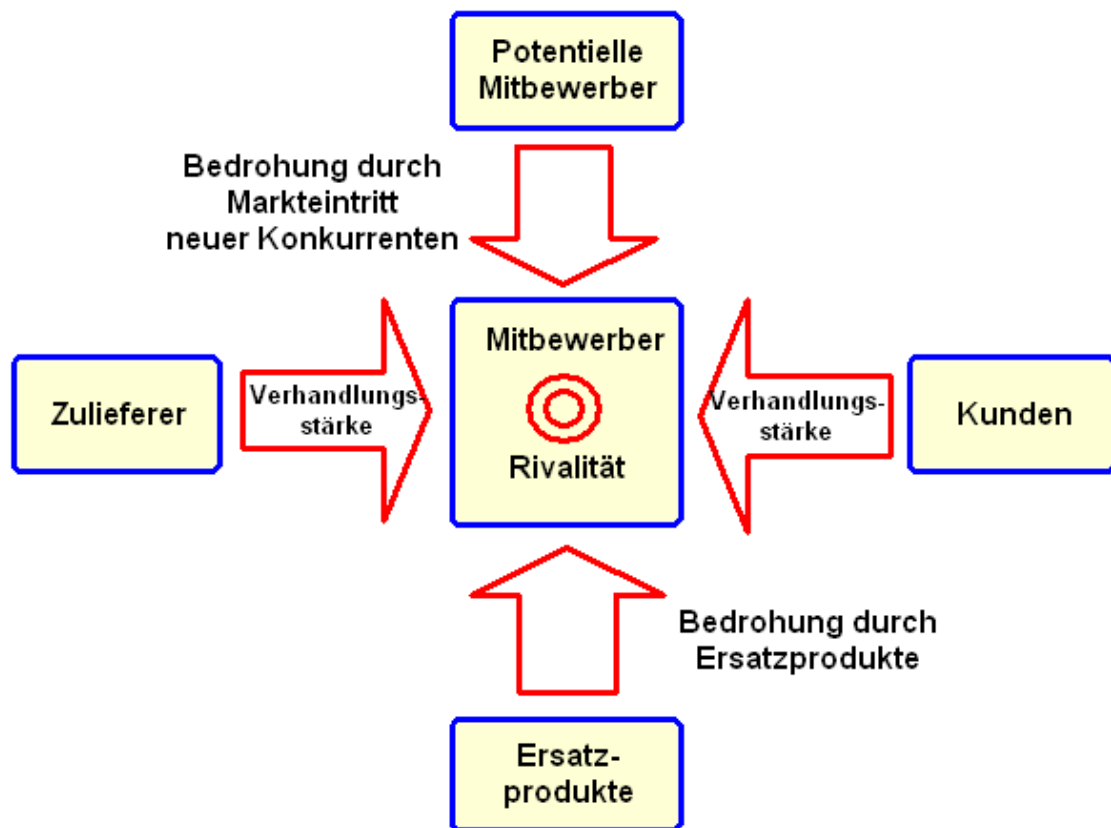 Potentielle
Mitbewerber
Bedrohung durch
Markteintritt
neuer Konkurrenten
Zulieferer
Verhandlungs-
stärke
Mitbewerber
Rivalität
Verhandlungs-
stärke
Kunden
Bedrohung durch
Ersatzprodukte
Ersatz-
produkte